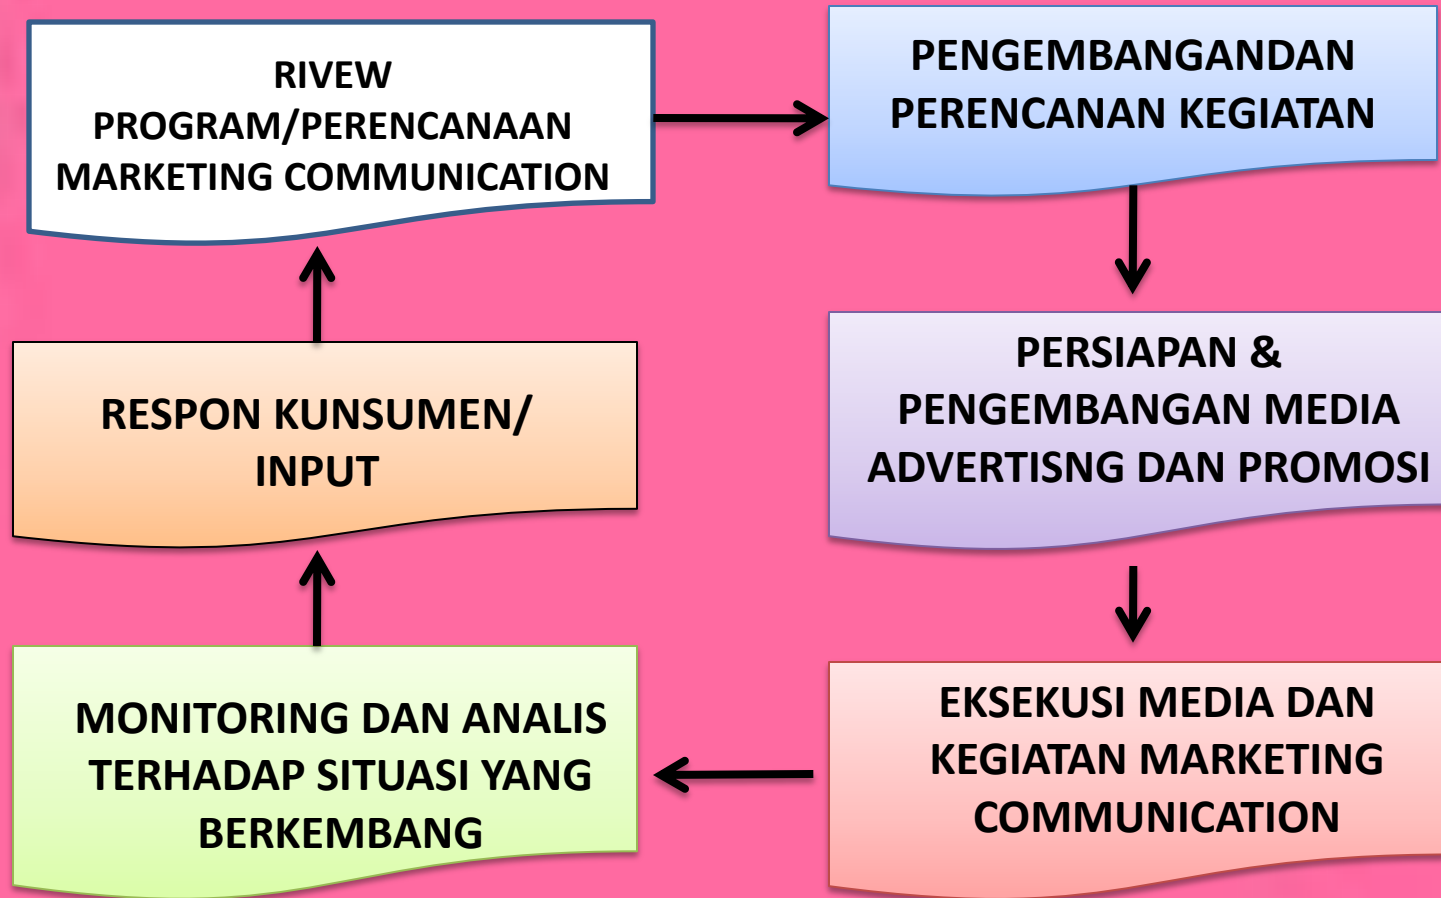 RIVEW
PROGRAM/PERENCANAAN
MARKETING COMMUNICATION
PENGEMBANGANDAN
PERENCANAN KEGIATAN
PERSIAPAN &
PENGEMBANGAN MEDIA
ADVERTISNG DAN PROMOSI
EKSEKUSI MEDIA DAN
KEGIATAN MARKETING
COMMUNICATION
MONITORING DAN ANALIS
TERHADAP SITUASI YANG
BERKEMBANG
RESPON KUNSUMEN/
INPUT